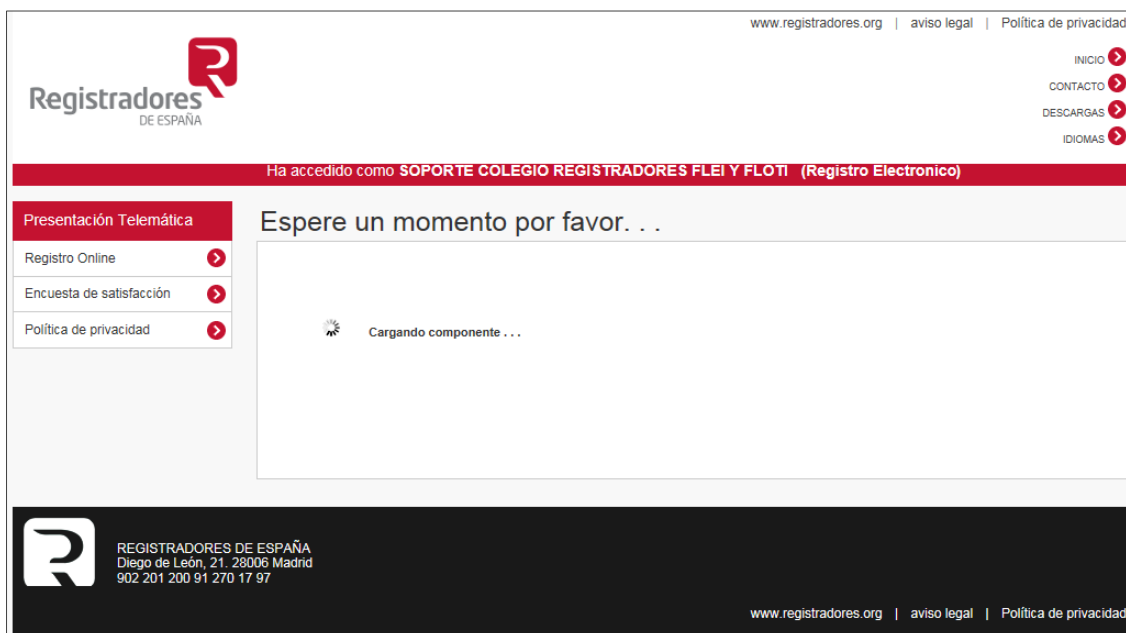 www.registradores.org | aviso legal | Política de privacidad
Registradores
DE ESPAÑA
INICIO
CONTACTO
DESCARGAS
IDIOMAS
Ha accedido como SOPORTE COLEGIO REGISTRADORES FLEI Y FLOTI (Registro Electronico)
Presentación Telemática
Registro Online
Encuesta de satisfacción
Política de privacidad
Espere un momento por favor. . .
Cargando componente . . .
REGISTRADORES DE ESPAÑA
Diego de León, 21. 28006 Madrid
902 201 200 91 270 17 97
www.registradores.org | aviso legal | Política de privacidad